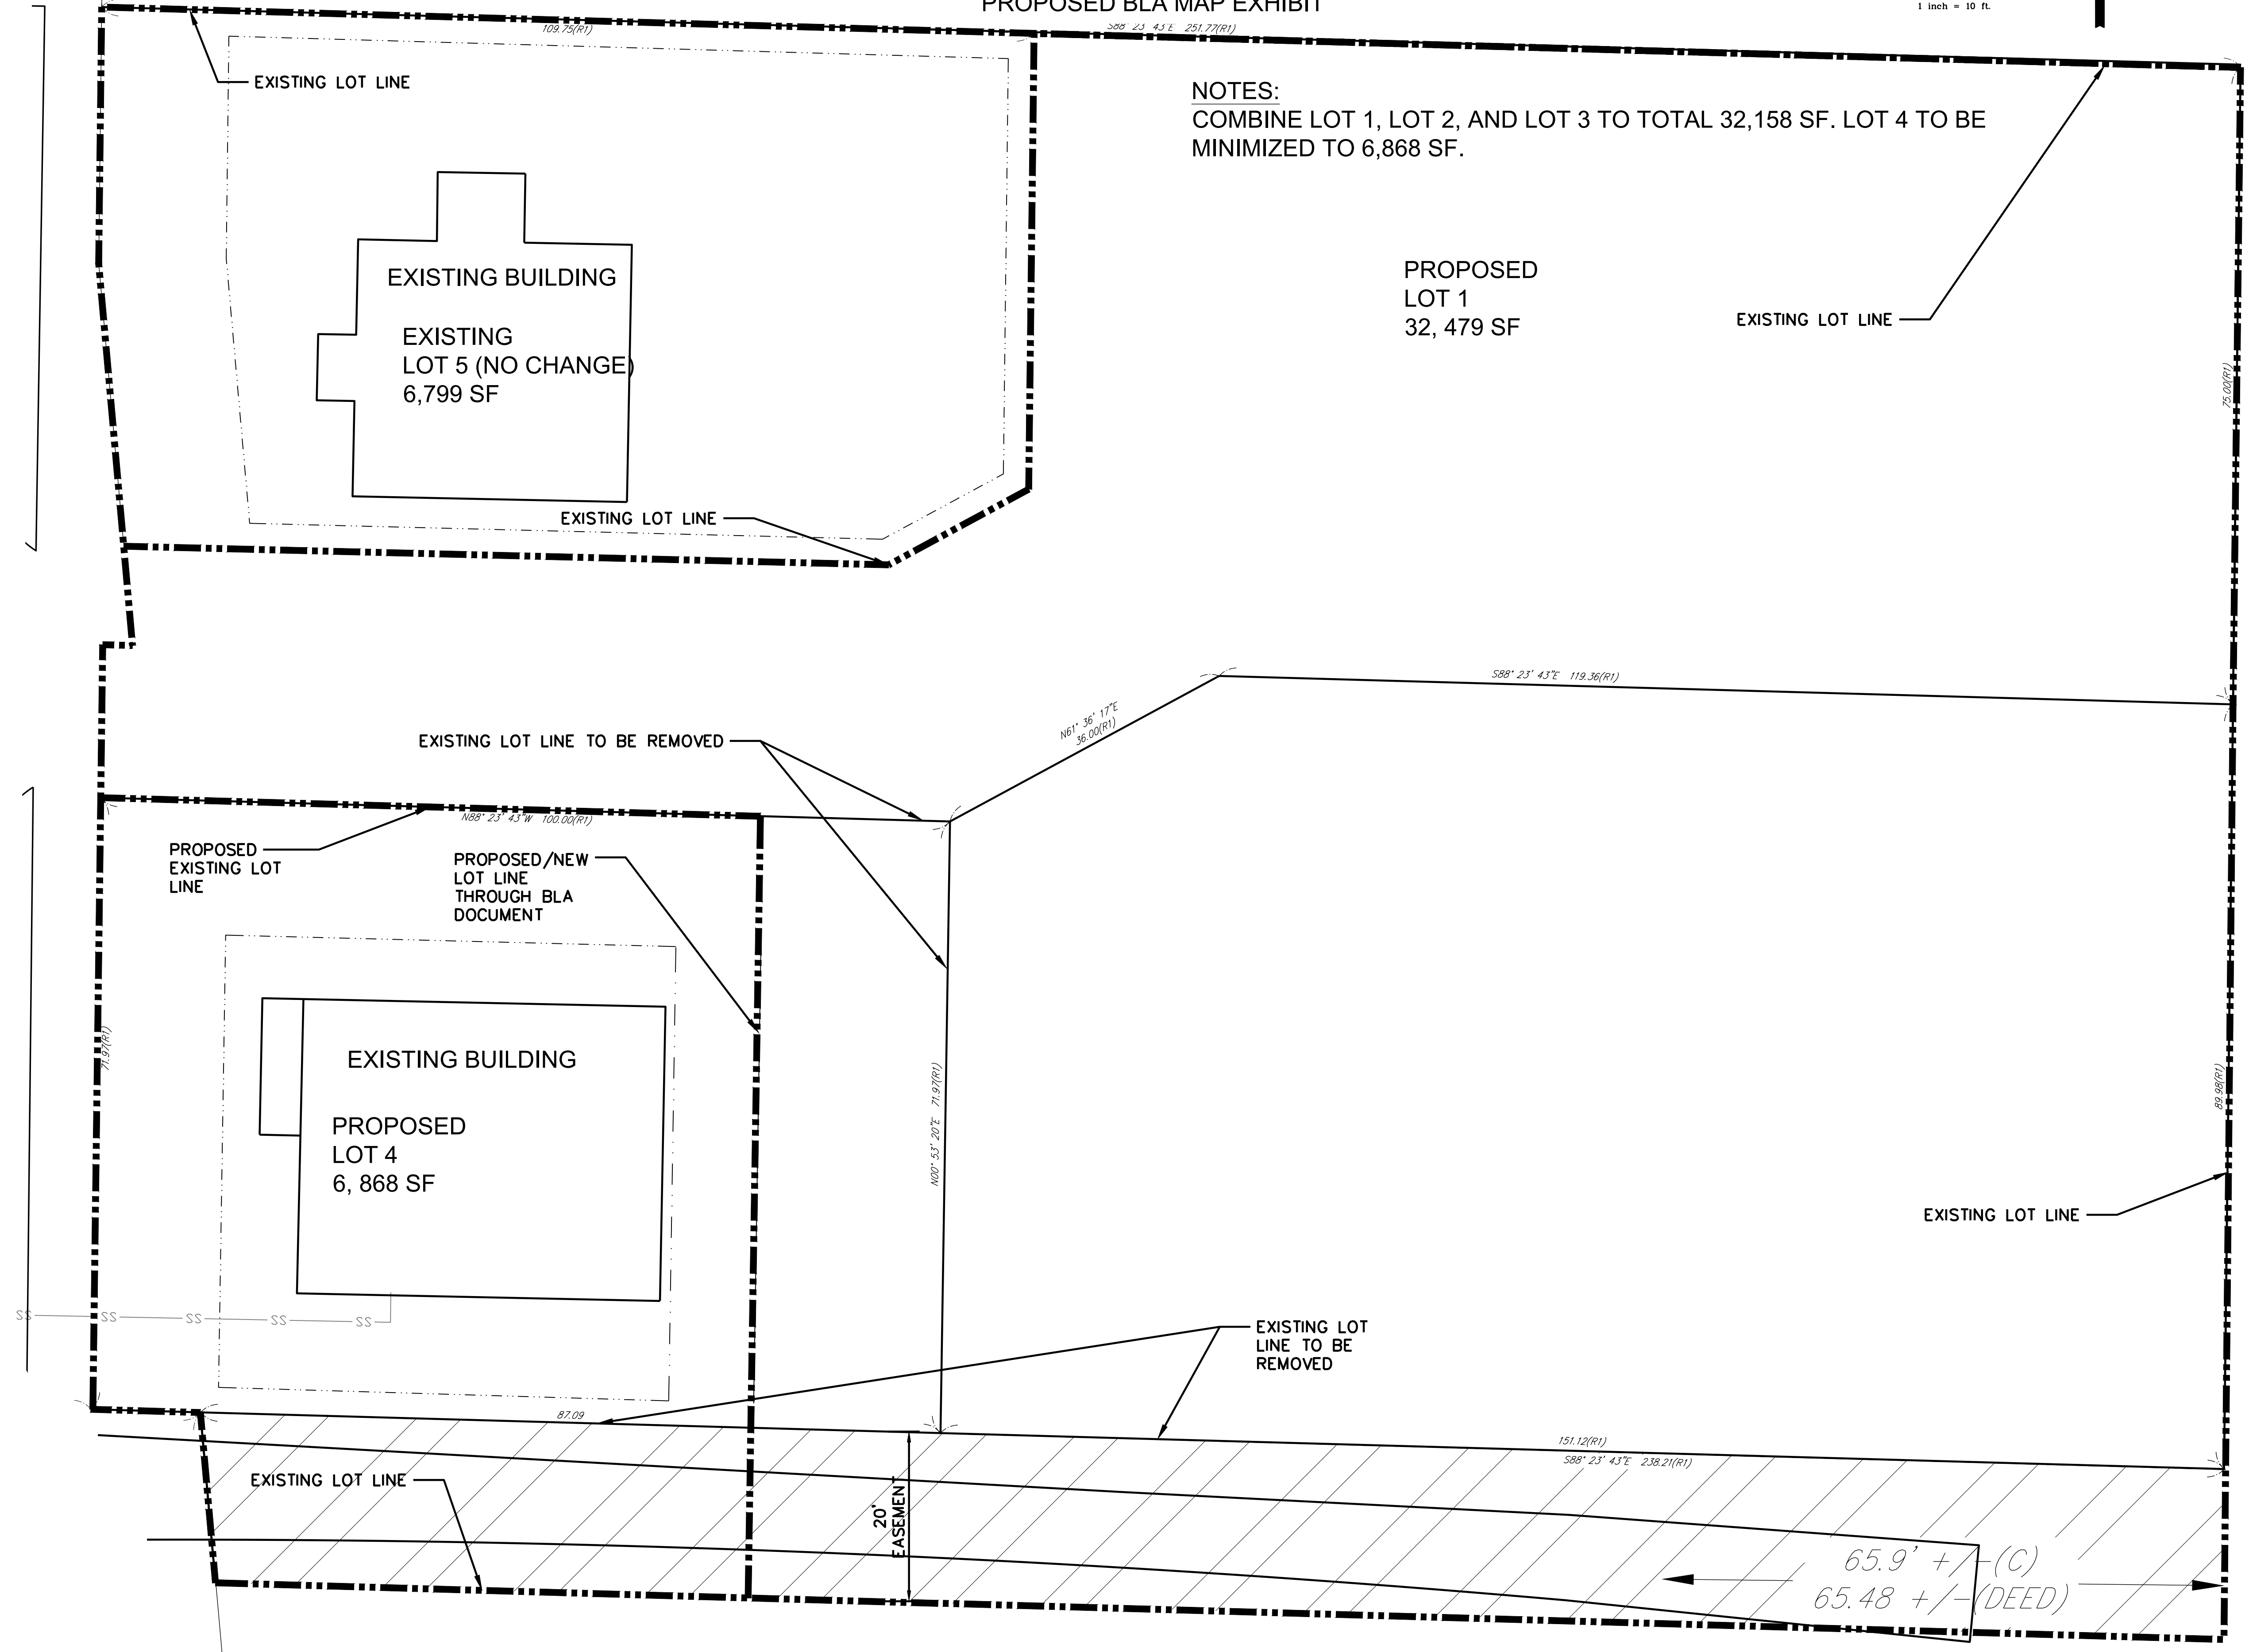 PROPOSED BLA MAP EXHIBIT
1 inch = 10 ft.
109.75(R1)
S88° 23' 43"E 251.77(R1)
EXISTING LOT LINE
NOTES:
COMBINE LOT 1, LOT 2, AND LOT 3 TO TOTAL 32,158 SF. LOT 4 TO BE
MINIMIZED TO 6,868 SF.
EXISTING BUILDING
EXISTING
LOT 5 (NO CHANGE)
6,799 SF
PROPOSED
LOT 1
32, 479 SF
EXISTING LOT LINE
75.00(R1)
EXISTING LOT LINE
S88° 23' 43"E 119.36(R1)
N61° 36' 17"E
36.00(R1)
EXISTING LOT LINE TO BE REMOVED
N88° 23' 43"W 100.00(R1)
PROPOSED
EXISTING LOT
LINE
PROPOSED/NEW
LOT LINE
THROUGH BLA
DOCUMENT
71.97(R1)
EXISTING BUILDING
PROPOSED
LOT 4
6, 868 SF
N00° 53' 20"E 71.97(R1)
89.98(R1)
EXISTING LOT LINE
SS SS SS SS SS
EXISTING LOT
LINE TO BE
REMOVED
87.09
151.12(R1)
S88° 23' 43"E 238.21(R1)
EXISTING LOT LINE
20'
EASEMENT
65.9' +/-(C)
65.48 +/-(DEED)